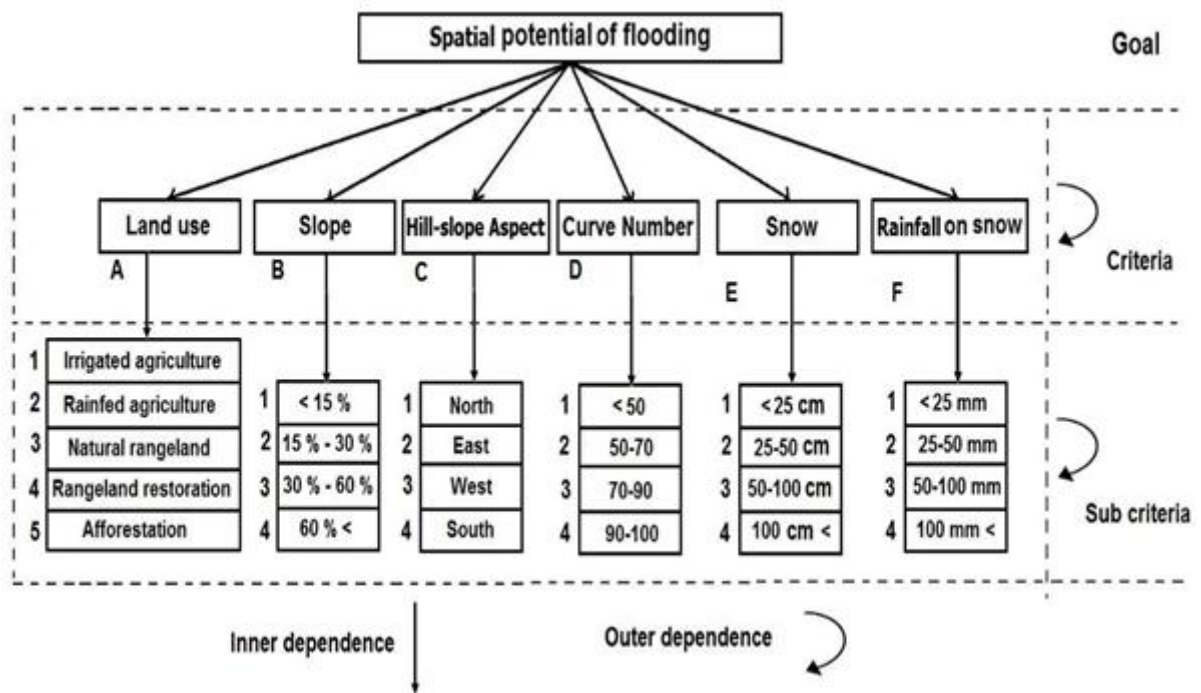 Spatial potential of flooding
Goal
Land use
Slope
Hill-slope Aspect
Curve Number
Snow
Rainfall on snow
A
B
C
D
E
F
Criteria
1 Irrigated agriculture
2 Rainfed agriculture
3 Natural rangeland
4 Rangeland restoration
5 Afforestation
1 < 15 %
2 15 % - 30 %
3 30 % - 60 %
4 60 % <
1 North
2 East
3 West
4 South
1 < 50
2 50-70
3 70-90
4 90-100
1 <25 cm
2 25-50 cm
3 50-100 cm
4 100 cm <
1 <25 mm
2 25-50 mm
3 50-100 mm
4 100 mm <
Sub criteria
Inner dependence
Outer dependence